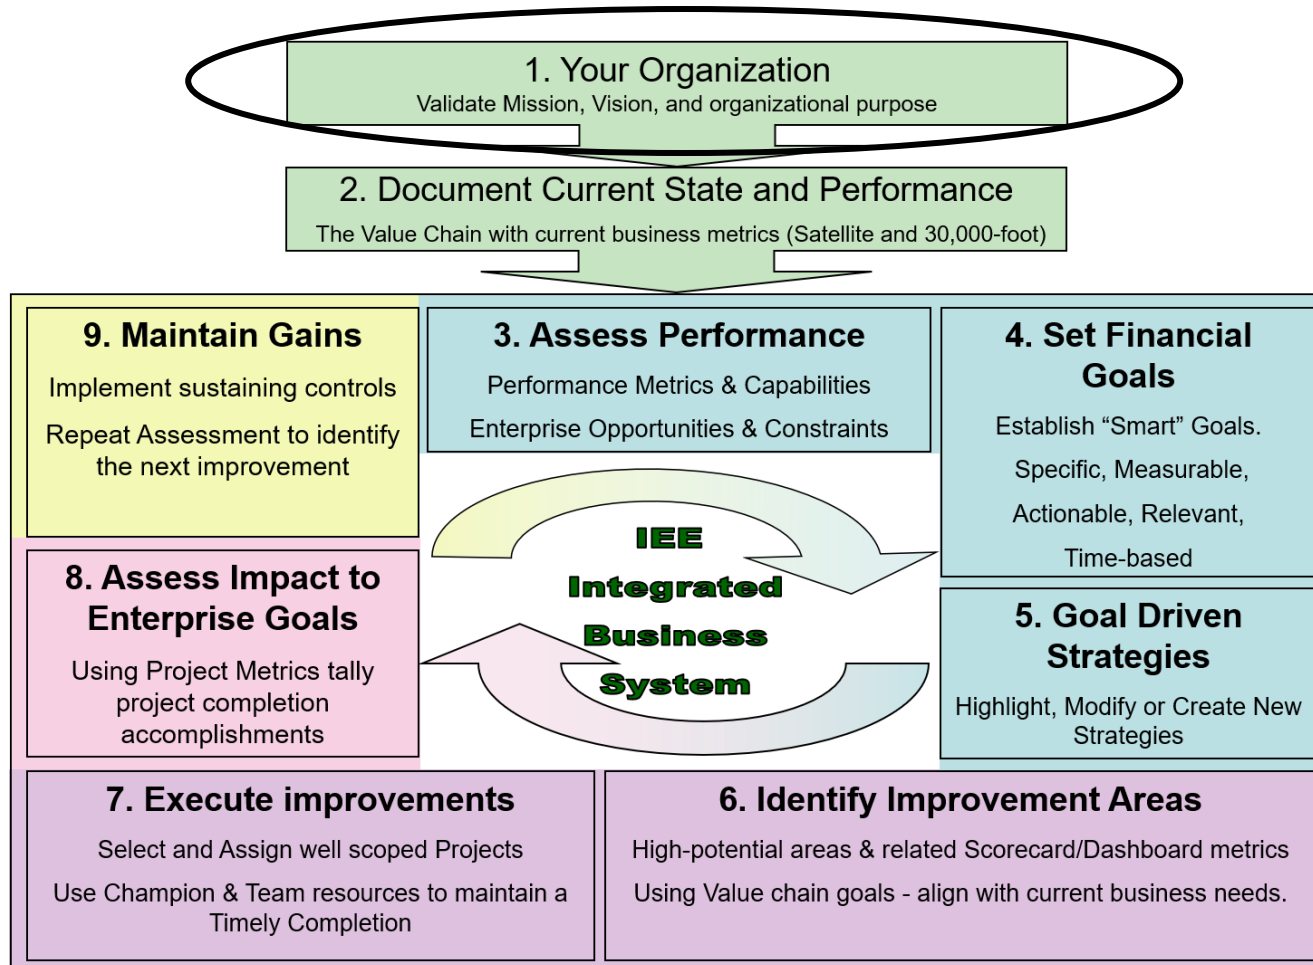 1. Your Organization
Validate Mission, Vision, and organizational purpose
2. Document Current State and Performance
The Value Chain with current business metrics (Satellite and 30,000-foot)
3. Assess Performance
Performance Metrics & Capabilities
Enterprise Opportunities & Constraints
4. Set Financial
Goals
Establish “Smart” Goals.
Specific, Measurable,
Actionable, Relevant,
Time-based
5. Goal Driven
Strategies
Highlight, Modify or Create New
Strategies
6. Identify Improvement Areas
High-potential areas & related Scorecard/Dashboard metrics
Using Value chain goals - align with current business needs.
7. Execute improvements
Select and Assign well scoped Projects
Use Champion & Team resources to maintain a
Timely Completion
8. Assess Impact to
Enterprise Goals
Using Project Metrics tally
project completion
accomplishments
9. Maintain Gains
Implement sustaining controls
Repeat Assessment to identify
the next improvement
IEE
Integrated
Business
System